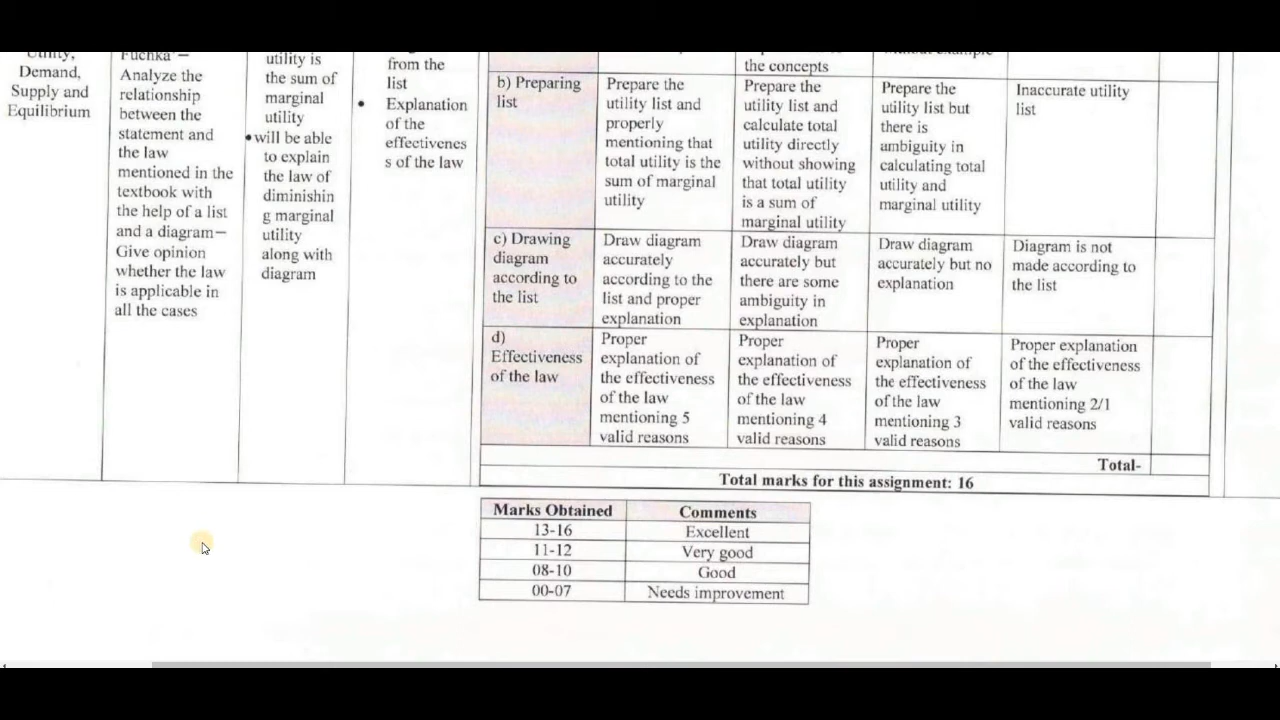 Utility,
Demand,
Supply and
Equilibrium
Fuchka –
Analyze the
relationship
between the
statement and
the law
mentioned in the
textbook with
the help of a list
and a diagram–
Give opinion
whether the law
is applicable in
all the cases
utility is
the sum of
marginal
utility
• will be able
to explain
the law of
diminishin
g marginal
utility
along with
diagram
from the
list
• Explanation
of the
effectivenes
s of the law
the concepts
without example
b) Preparing
list
Prepare the
utility list and
properly
mentioning that
total utility is the
sum of marginal
utility
Prepare the
utility list and
calculate total
utility directly
without showing
that total utility
is a sum of
marginal utility
Prepare the
utility list but
there is
ambiguity in
calculating total
utility and
marginal utility
Inaccurate utility
list
c) Drawing
diagram
according to
the list
Draw diagram
accurately
according to the
list and proper
explanation
Draw diagram
accurately but
there are some
ambiguity in
explanation
Draw diagram
accurately but no
explanation
Diagram is not
made according to
the list
d)
Effectiveness
of the law
Proper
explanation of
the effectiveness
of the law
mentioning 5
valid reasons
Proper
explanation of
the effectiveness
of the law
mentioning 4
valid reasons
Proper
explanation of
the effectiveness
of the law
mentioning 3
valid reasons
Proper explanation
of the effectiveness
of the law
mentioning 2/1
valid reasons
Total-
Total marks for this assignment: 16
Marks Obtained Comments
13-16 Excellent
11-12 Very good
08-10 Good
00-07 Needs improvement